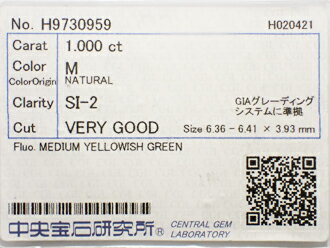 No. H9730959 H020421
Carat 1.000 ct
Color M
ColorOrigin NATURAL
Clarity SI-2 GIAグレーディング
システムに準拠
Cut VERY GOOD Size 6.36 - 6.41 × 3.93 mm
Fluo. MEDIUM YELLOWISH GREEN
中央宝石研究所® CENTRAL GEM
LABORATORY